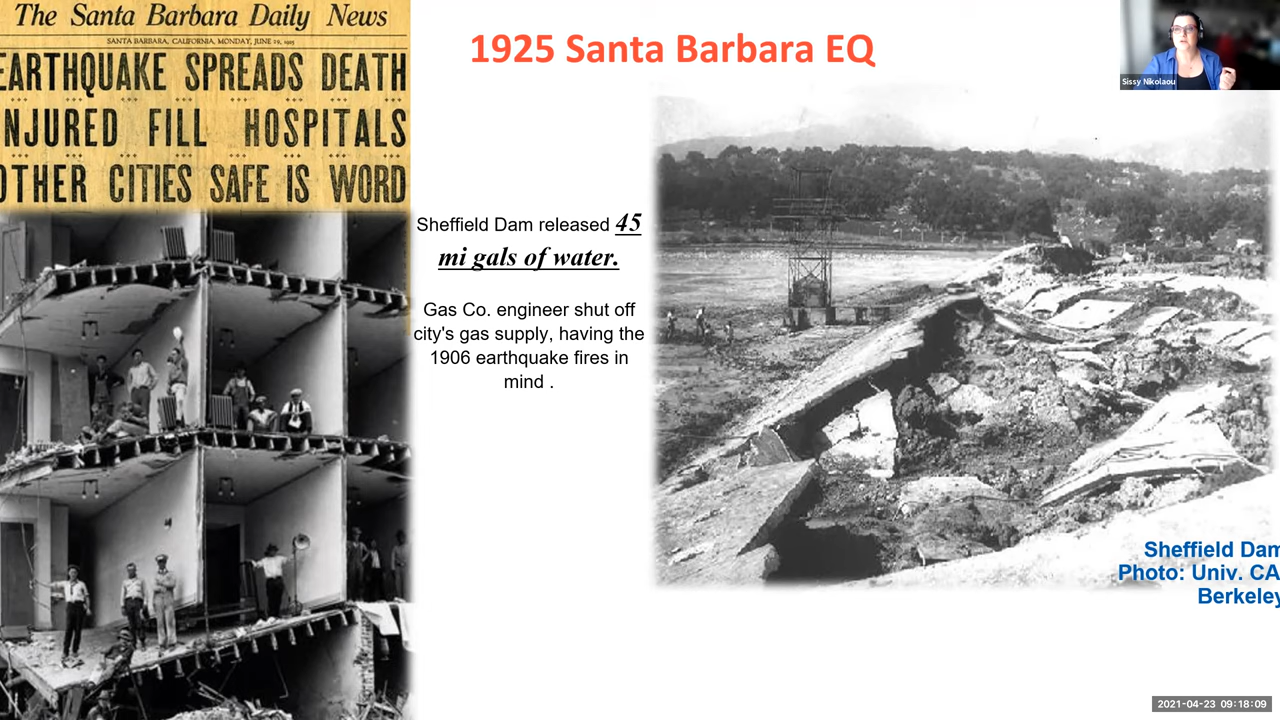 The Santa Barbara Daily News
SANTA BARBARA, CALIFORNIA, MONDAY, JUNE 29, 1925
EARTHQUAKE SPREADS DEATH
NJURED FILL HOSPITALS
OTHER CITIES SAFE IS WORD
1925 Santa Barbara EQ
Sissy Nikolaou
Sheffield Dam released 45
mi gals of water.
Gas Co. engineer shut off
city's gas supply, having the
1906 earthquake fires in
mind .
Sheffield Dam
Photo: Univ. CA
Berkeley
2021-04-23 09:18:09